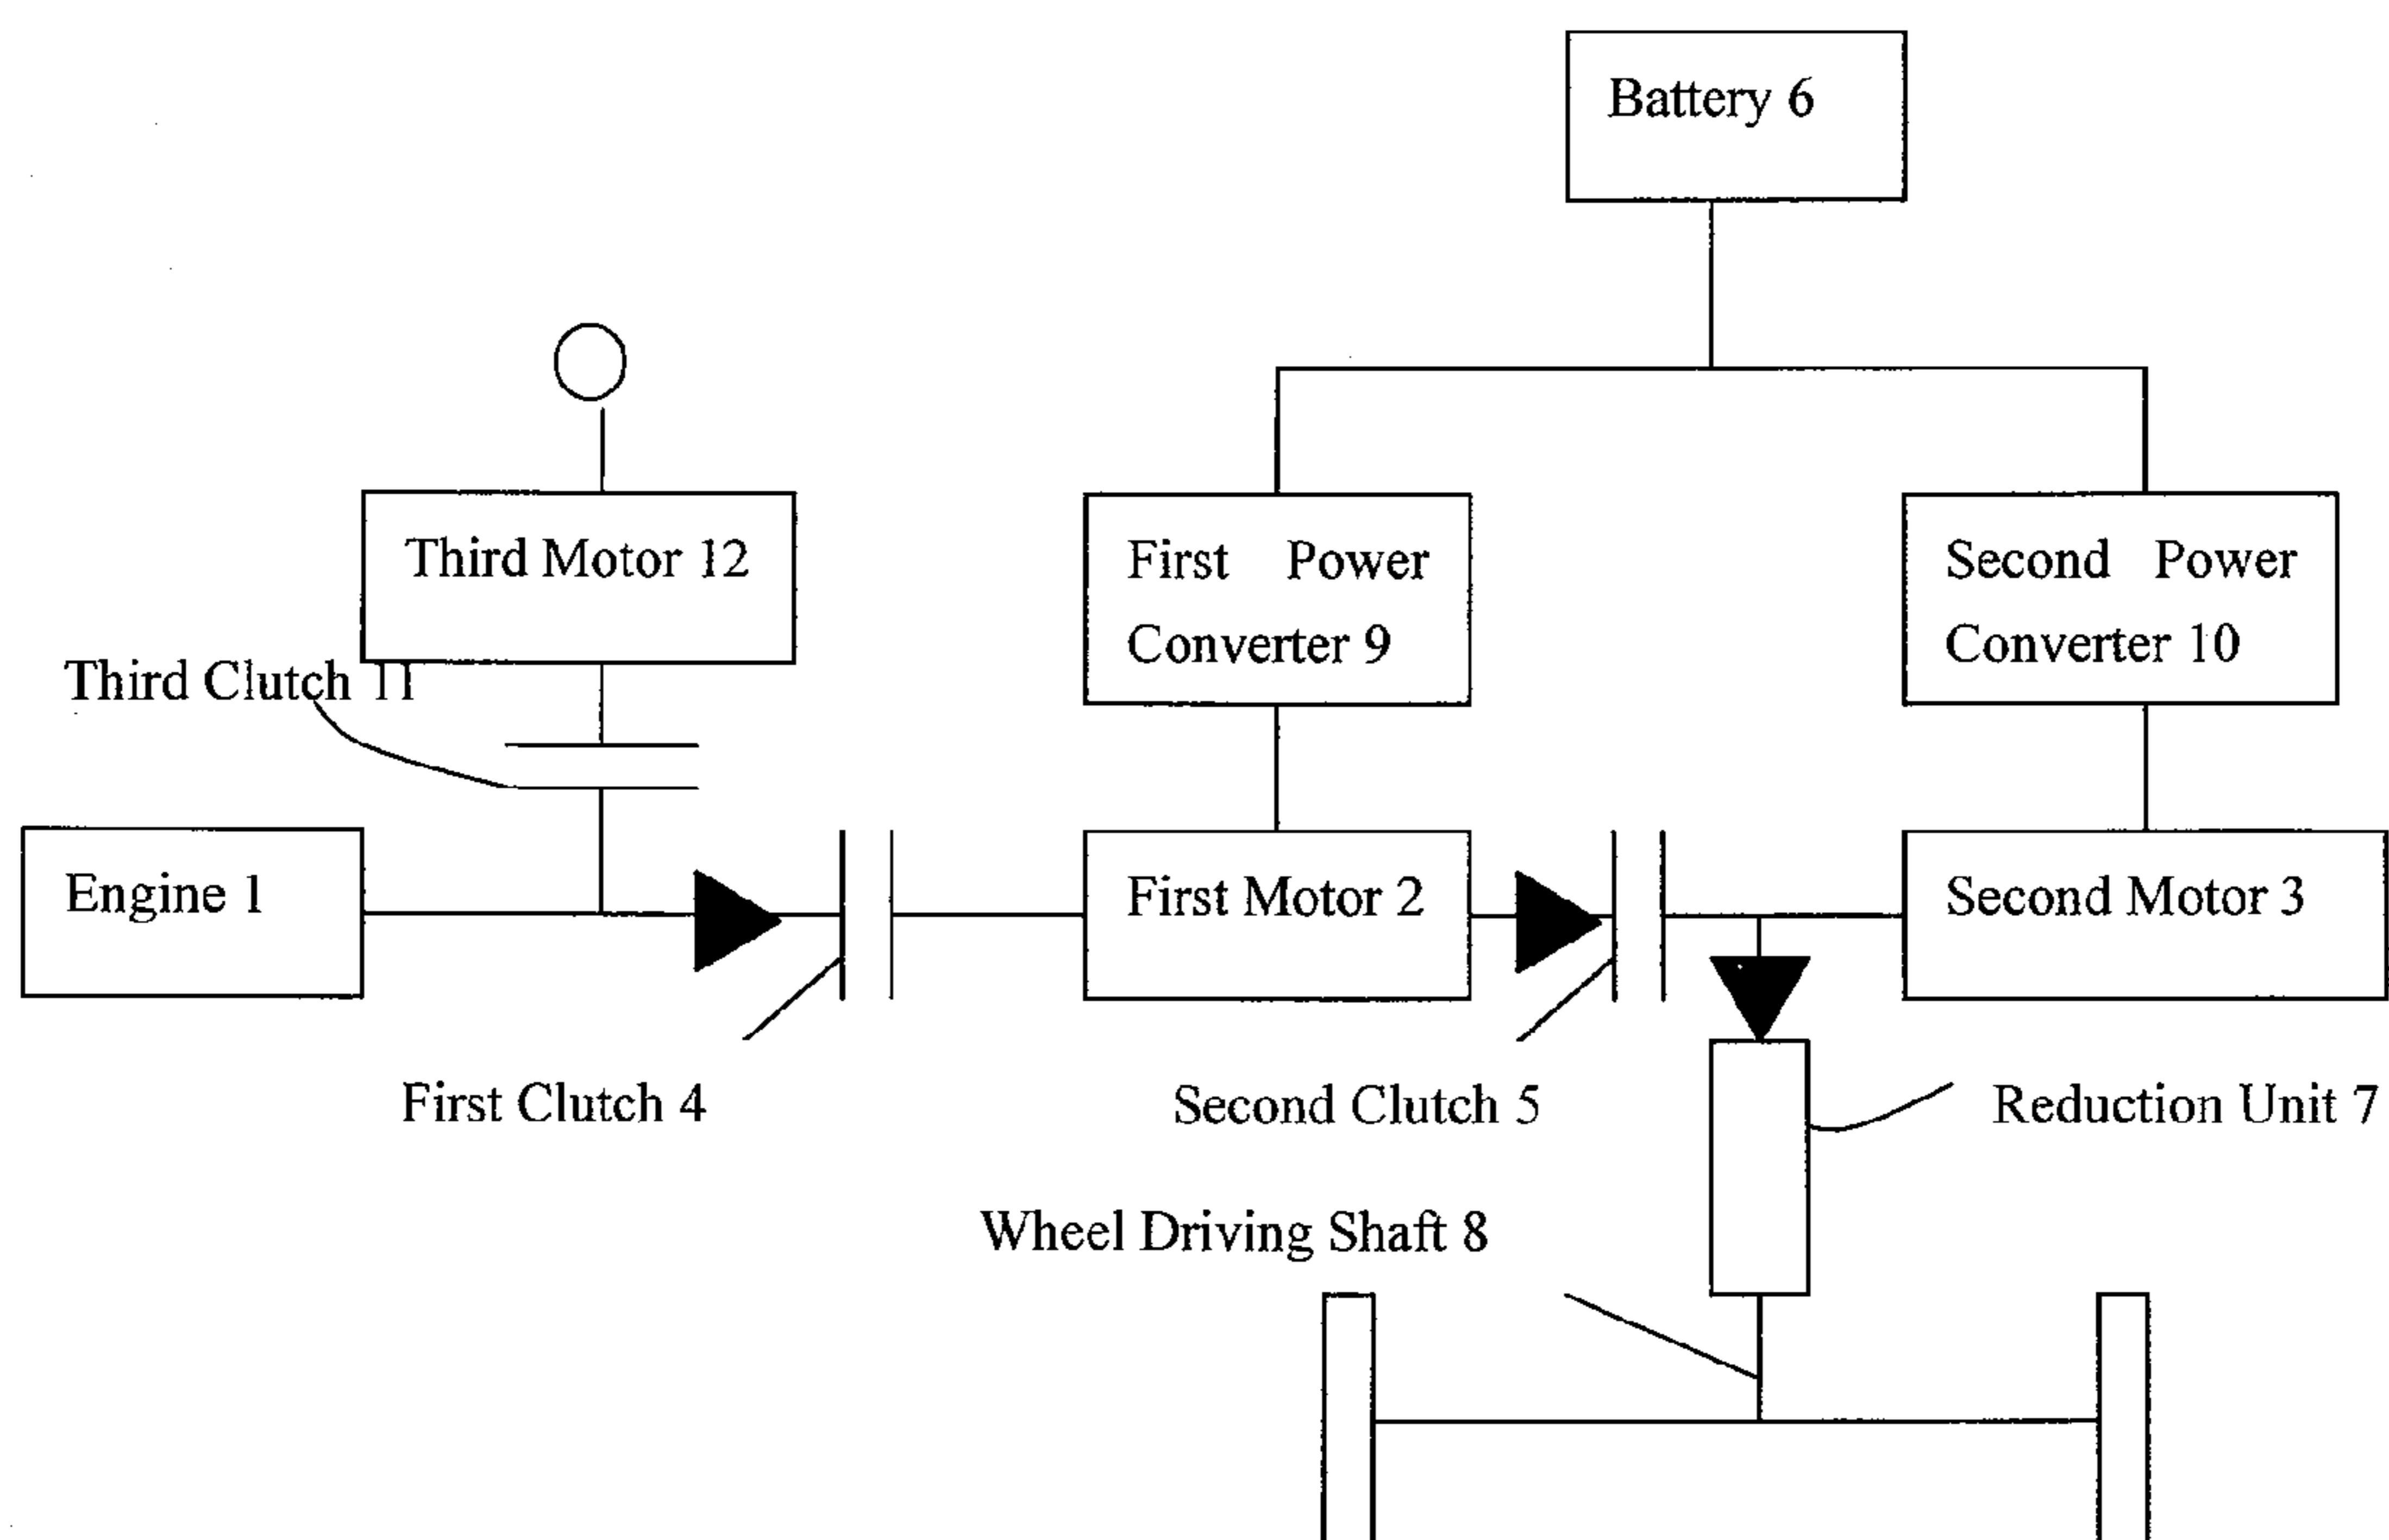 Battery 6
Third Motor 12
First Power
Converter 9
Second Power
Converter 10
Third Clutch 11
Engine 1
First Motor 2
Second Motor 3
First Clutch 4
Second Clutch 5
Reduction Unit 7
Wheel Driving Shaft 8